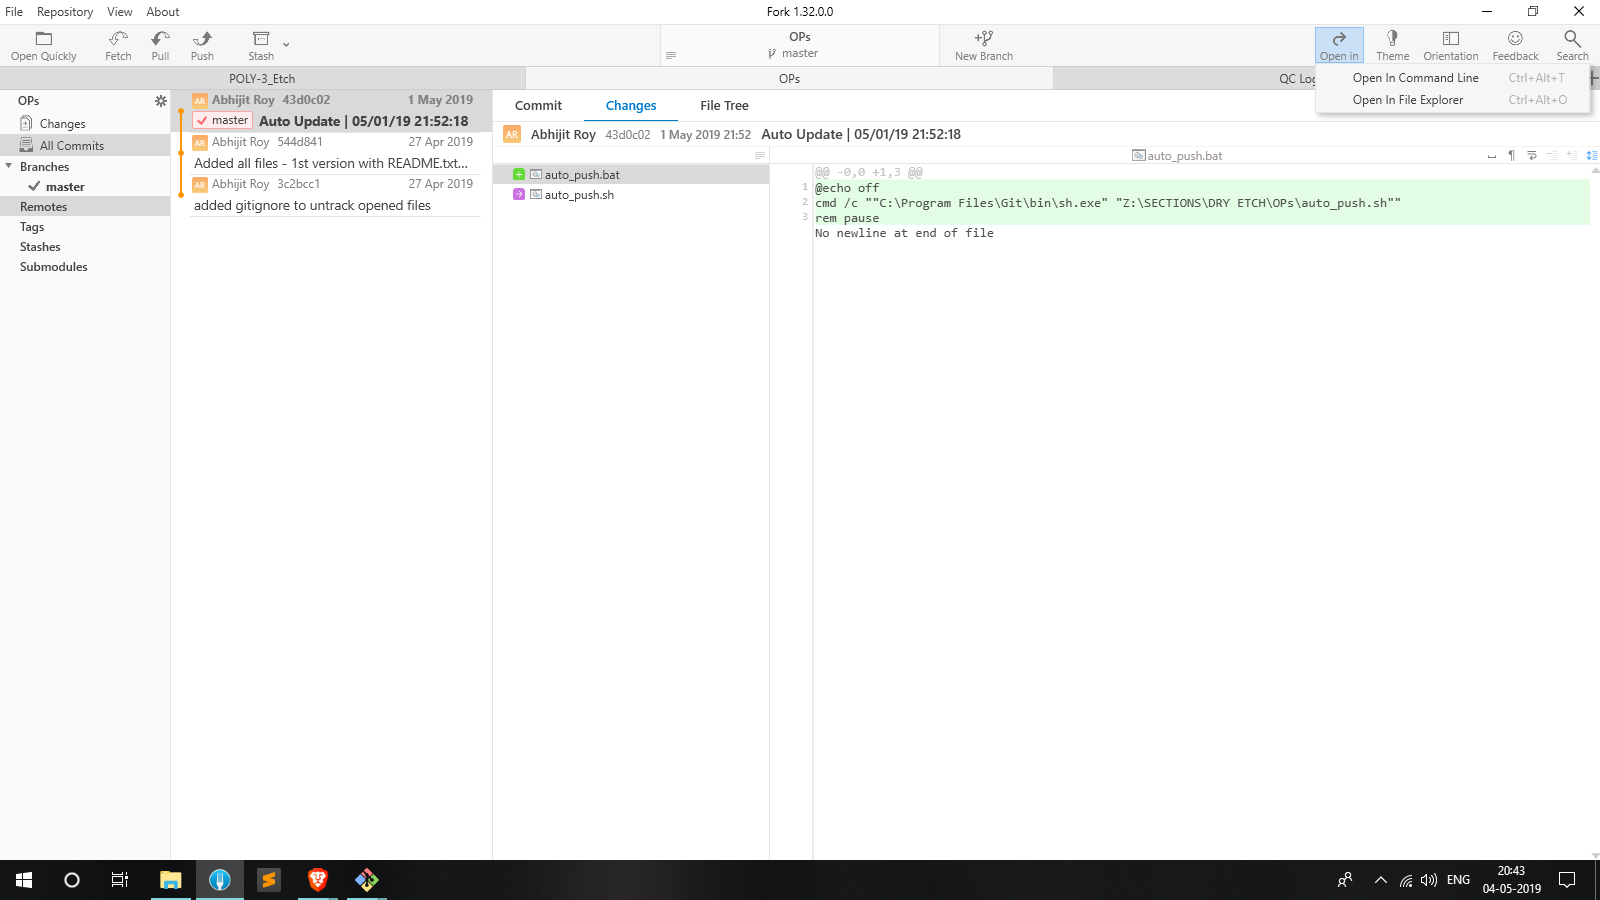 File Repository View About
Fork 1.32.0.0
Open Quickly Fetch Pull Push Stash
OPs
master
New Branch
Open in Theme Orientation Feedback Search
POLY-3_Etch
OPs
QC Log
Open In Command Line Ctrl+Alt+T
Open In File Explorer Ctrl+Alt+O
OPs
Changes
All Commits
Branches
master
Remotes
Tags
Stashes
Submodules
AR Abhijit Roy 43d0c02 1 May 2019
master Auto Update | 05/01/19 21:52:18
AR Abhijit Roy 544d841 27 Apr 2019
Added all files - 1st version with README.txt...
AR Abhijit Roy 3c2bcc1 27 Apr 2019
added gitignore to untrack opened files
Commit Changes File Tree
AR Abhijit Roy 43d0c02 1 May 2019 21:52 Auto Update | 05/01/19 21:52:18
auto_push.bat
auto_push.sh
auto_push.bat
@@ -0,0 +1,3 @@
1 @echo off
2 cmd /c ""C:\Program Files\Git\bin\sh.exe" "Z:\SECTIONS\DRY ETCH\OPs\auto_push.sh""
3 rem pause
No newline at end of file
ENG
20:43
04-05-2019